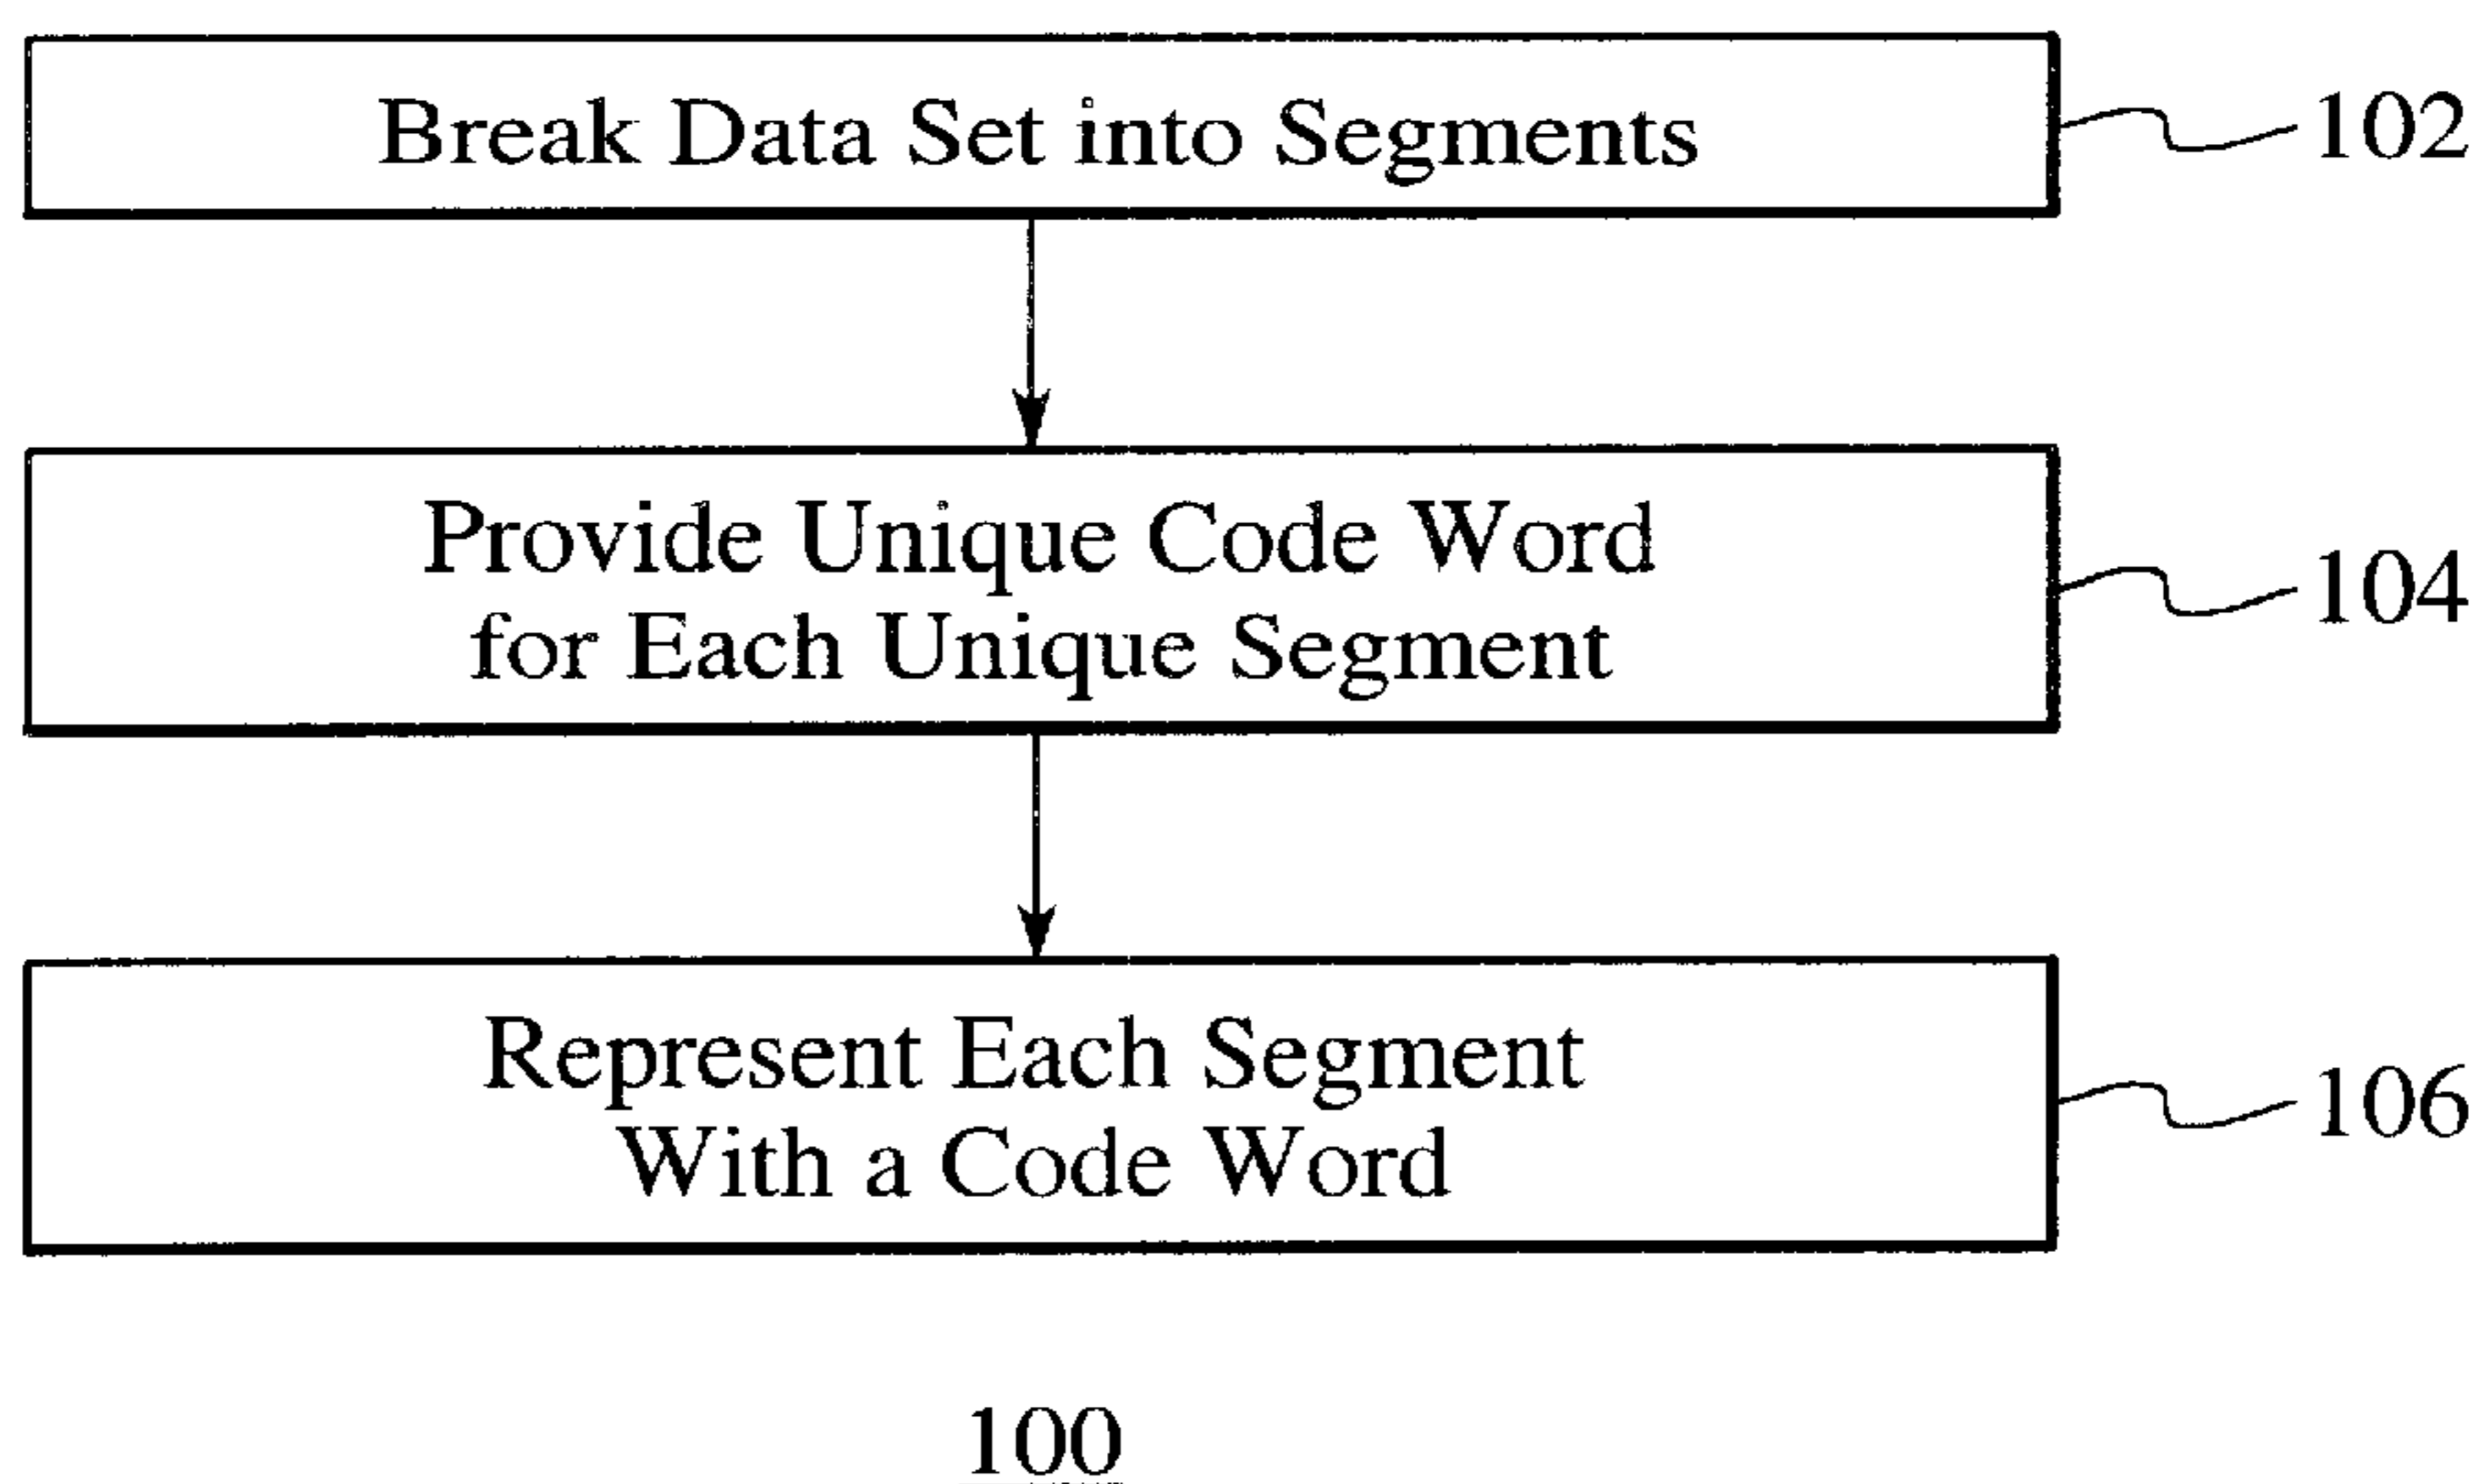 Break Data Set into Segments
102
Provide Unique Code Word
for Each Unique Segment
104
Represent Each Segment
With a Code Word
106
100